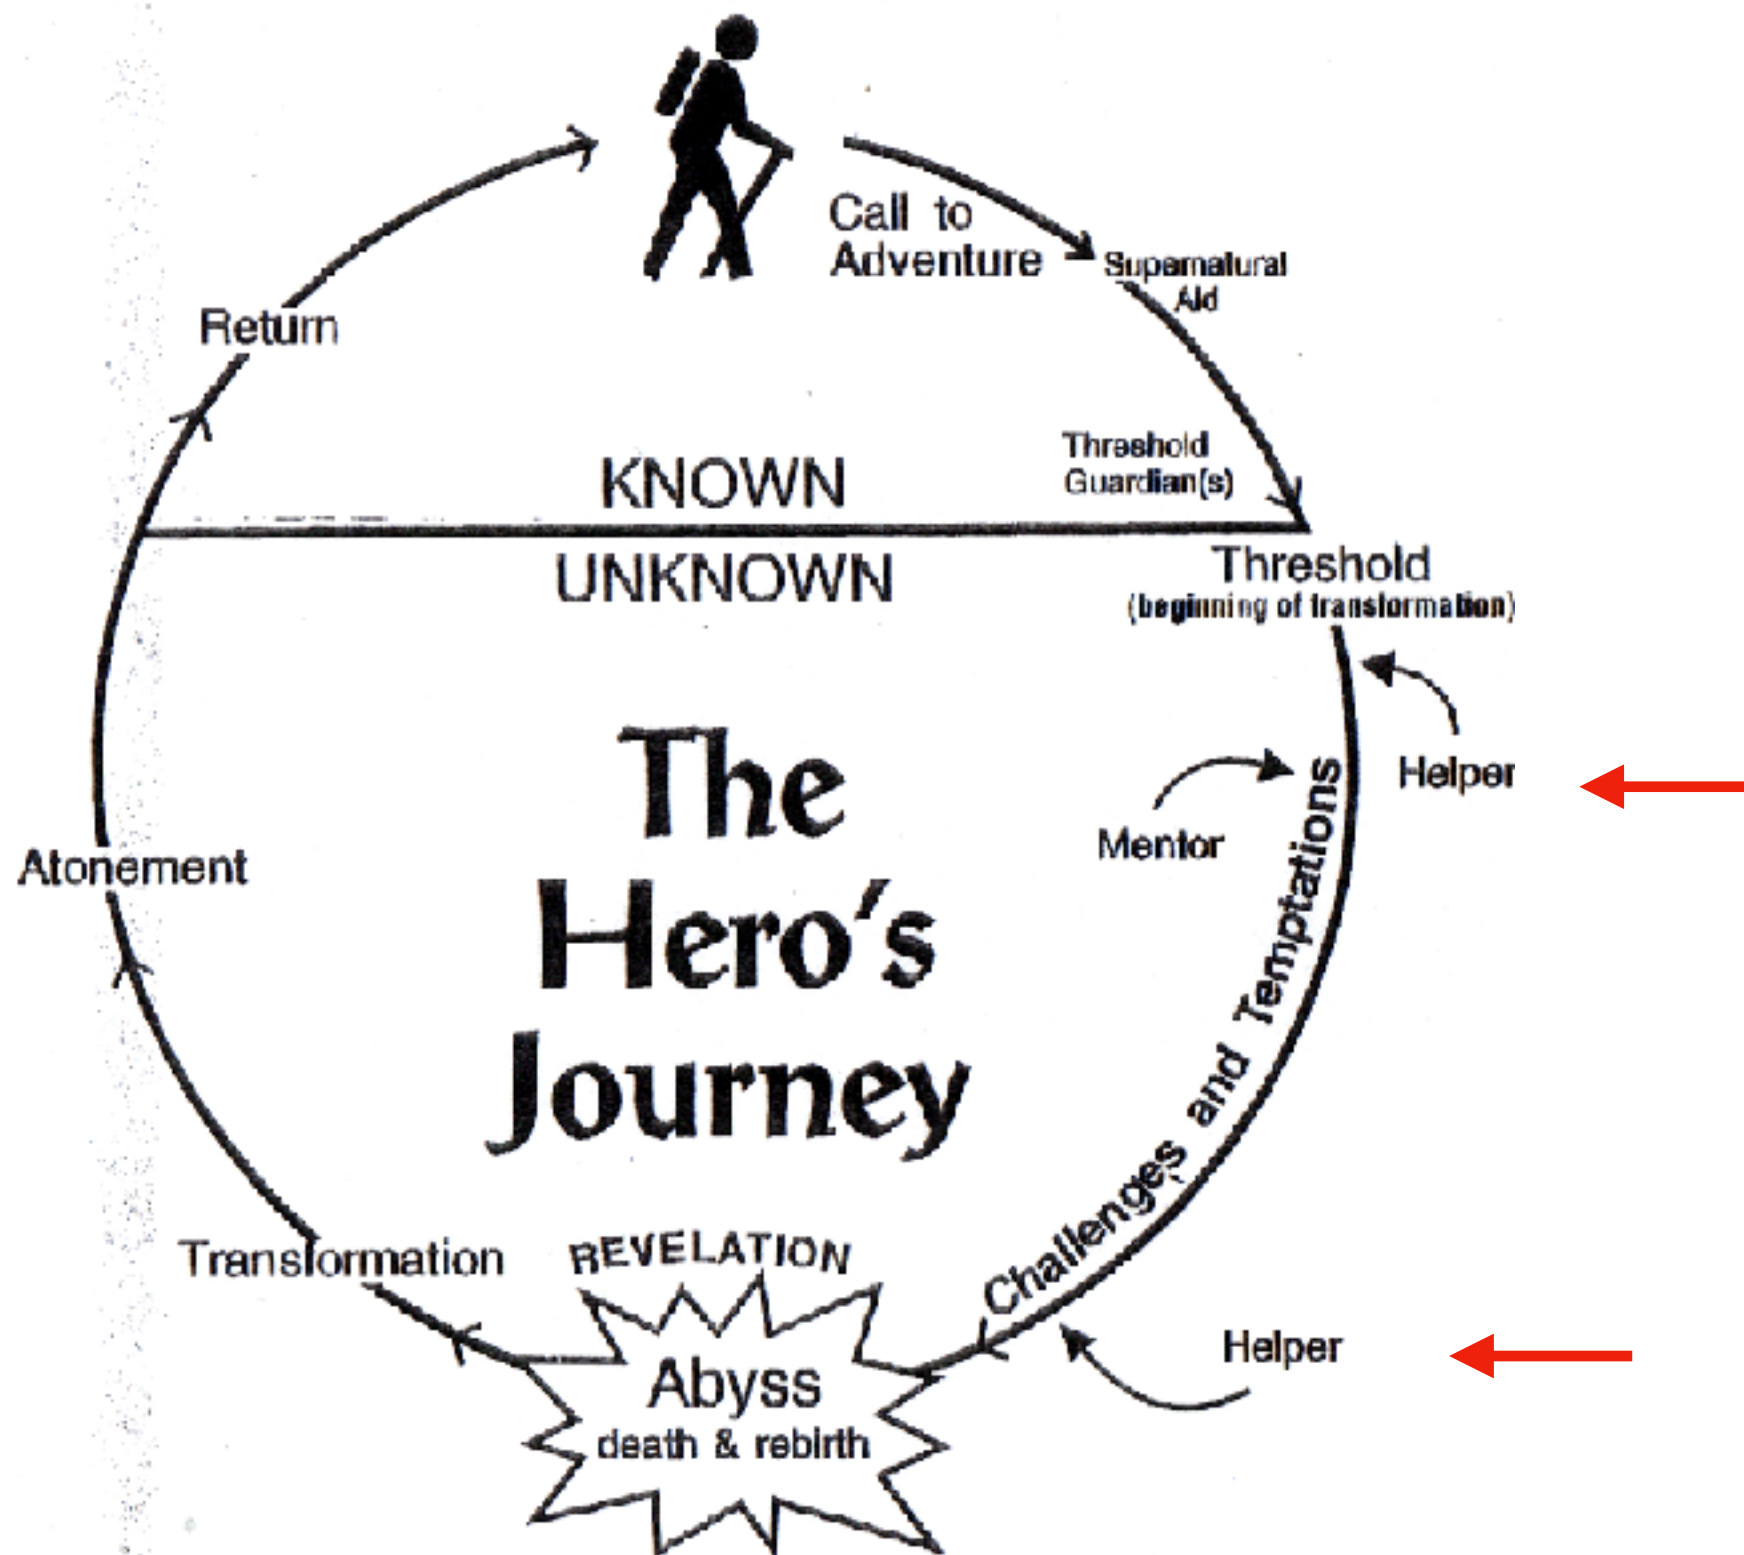 Call to
Adventure
Supernatural
Aid
Return
Threshold
Guardian(s)
KNOWN
UNKNOWN
Threshold
(beginning of transformation)
Helper
Mentor
The
Hero's
Journey
Challenges and Temptations
Atonement
Transformation
REVELATION
Abyss
death & rebirth
Helper